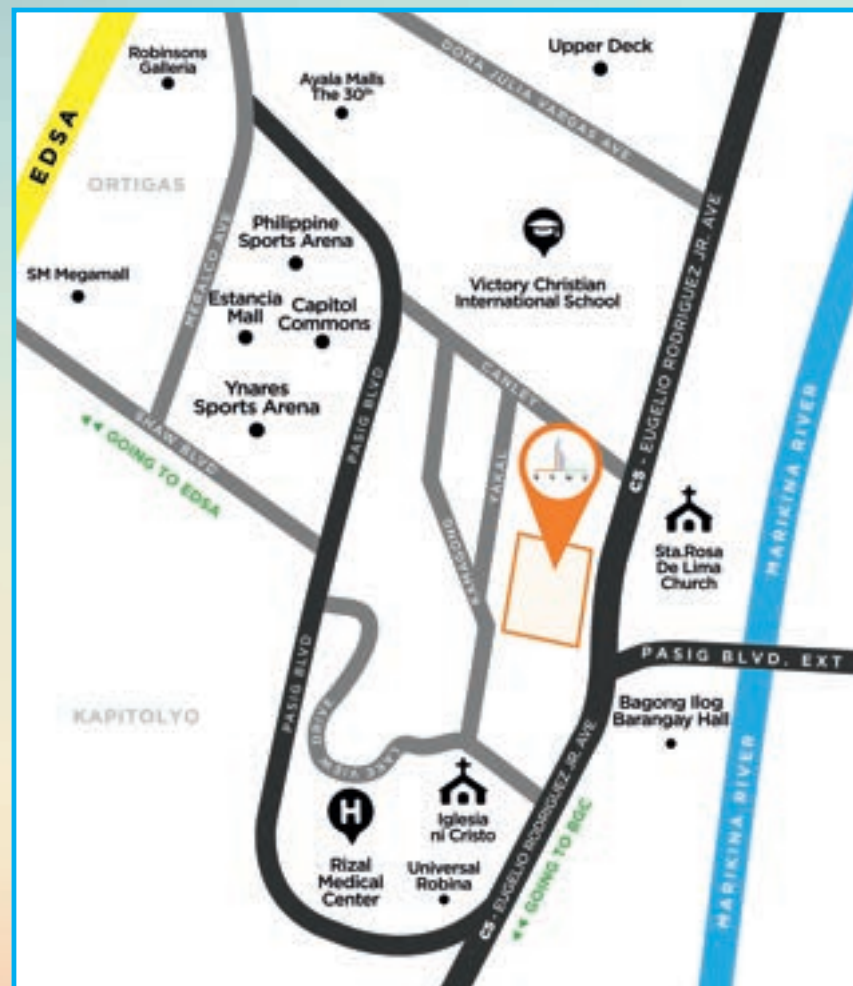 Robinsons
Galleria
Ayala Malls
The 30th
Upper Deck
DONA JULIA VARGAS AVE
EDSA
ORTIGAS
MERALCO AVE
Philippine
Sports Arena
SM Megamall
Estancia
Mall
Capitol
Commons
Ynares
Sports Arena
Victory Christian
International School
CANLEY
C5 - EUGELIO RODRIGUEZ JR. AVE
SHAW BLVD
GOING TO EDSA
PASIG BLVD
YAKAL
KAMAGONG
Sta.Rosa
De Lima
Church
MARIKINA RIVER
PASIG BLVD. EXT
PASIG BLVD
KAPITOLYO
LAKE VIEW
Bagong Ilog
Barangay Hall
Iglesia
ni Cristo
Rizal
Medical
Center
H
Universal
Robina
C5 - EUGELIO RODRIGUEZ JR. AVE
GOING TO BGC
MARIKINA RIVER